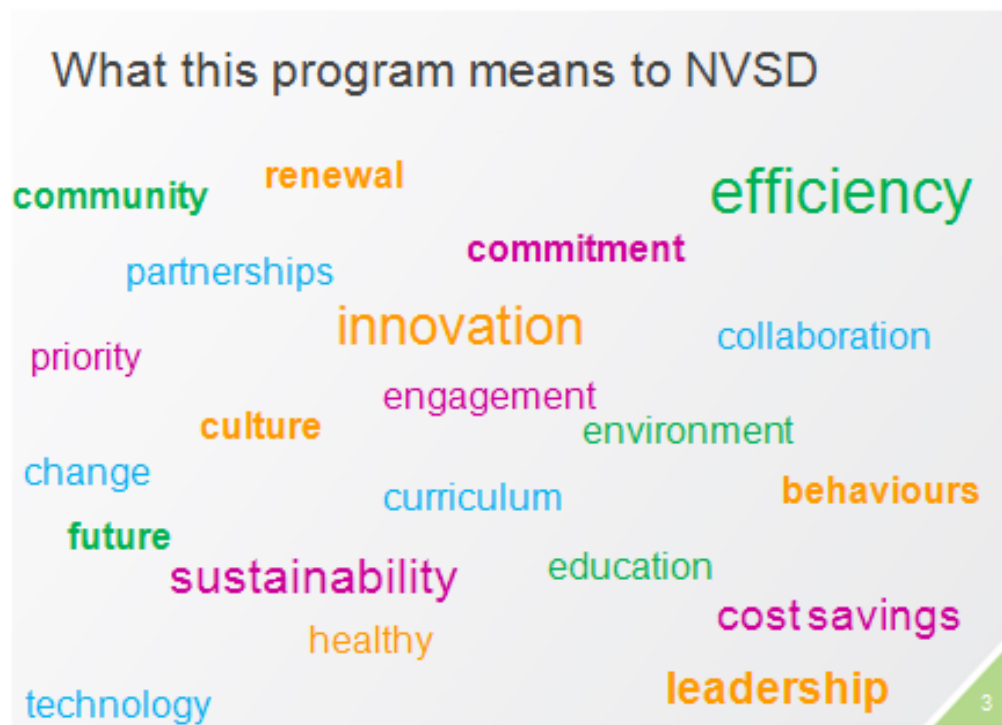 What this program means to NVSD
renewal
community
efficiency
commitment
partnerships
innovation
collaboration
priority
engagement
culture
environment
change
curriculum
behaviours
future
sustainability
education
cost savings
healthy
leadership
technology
3